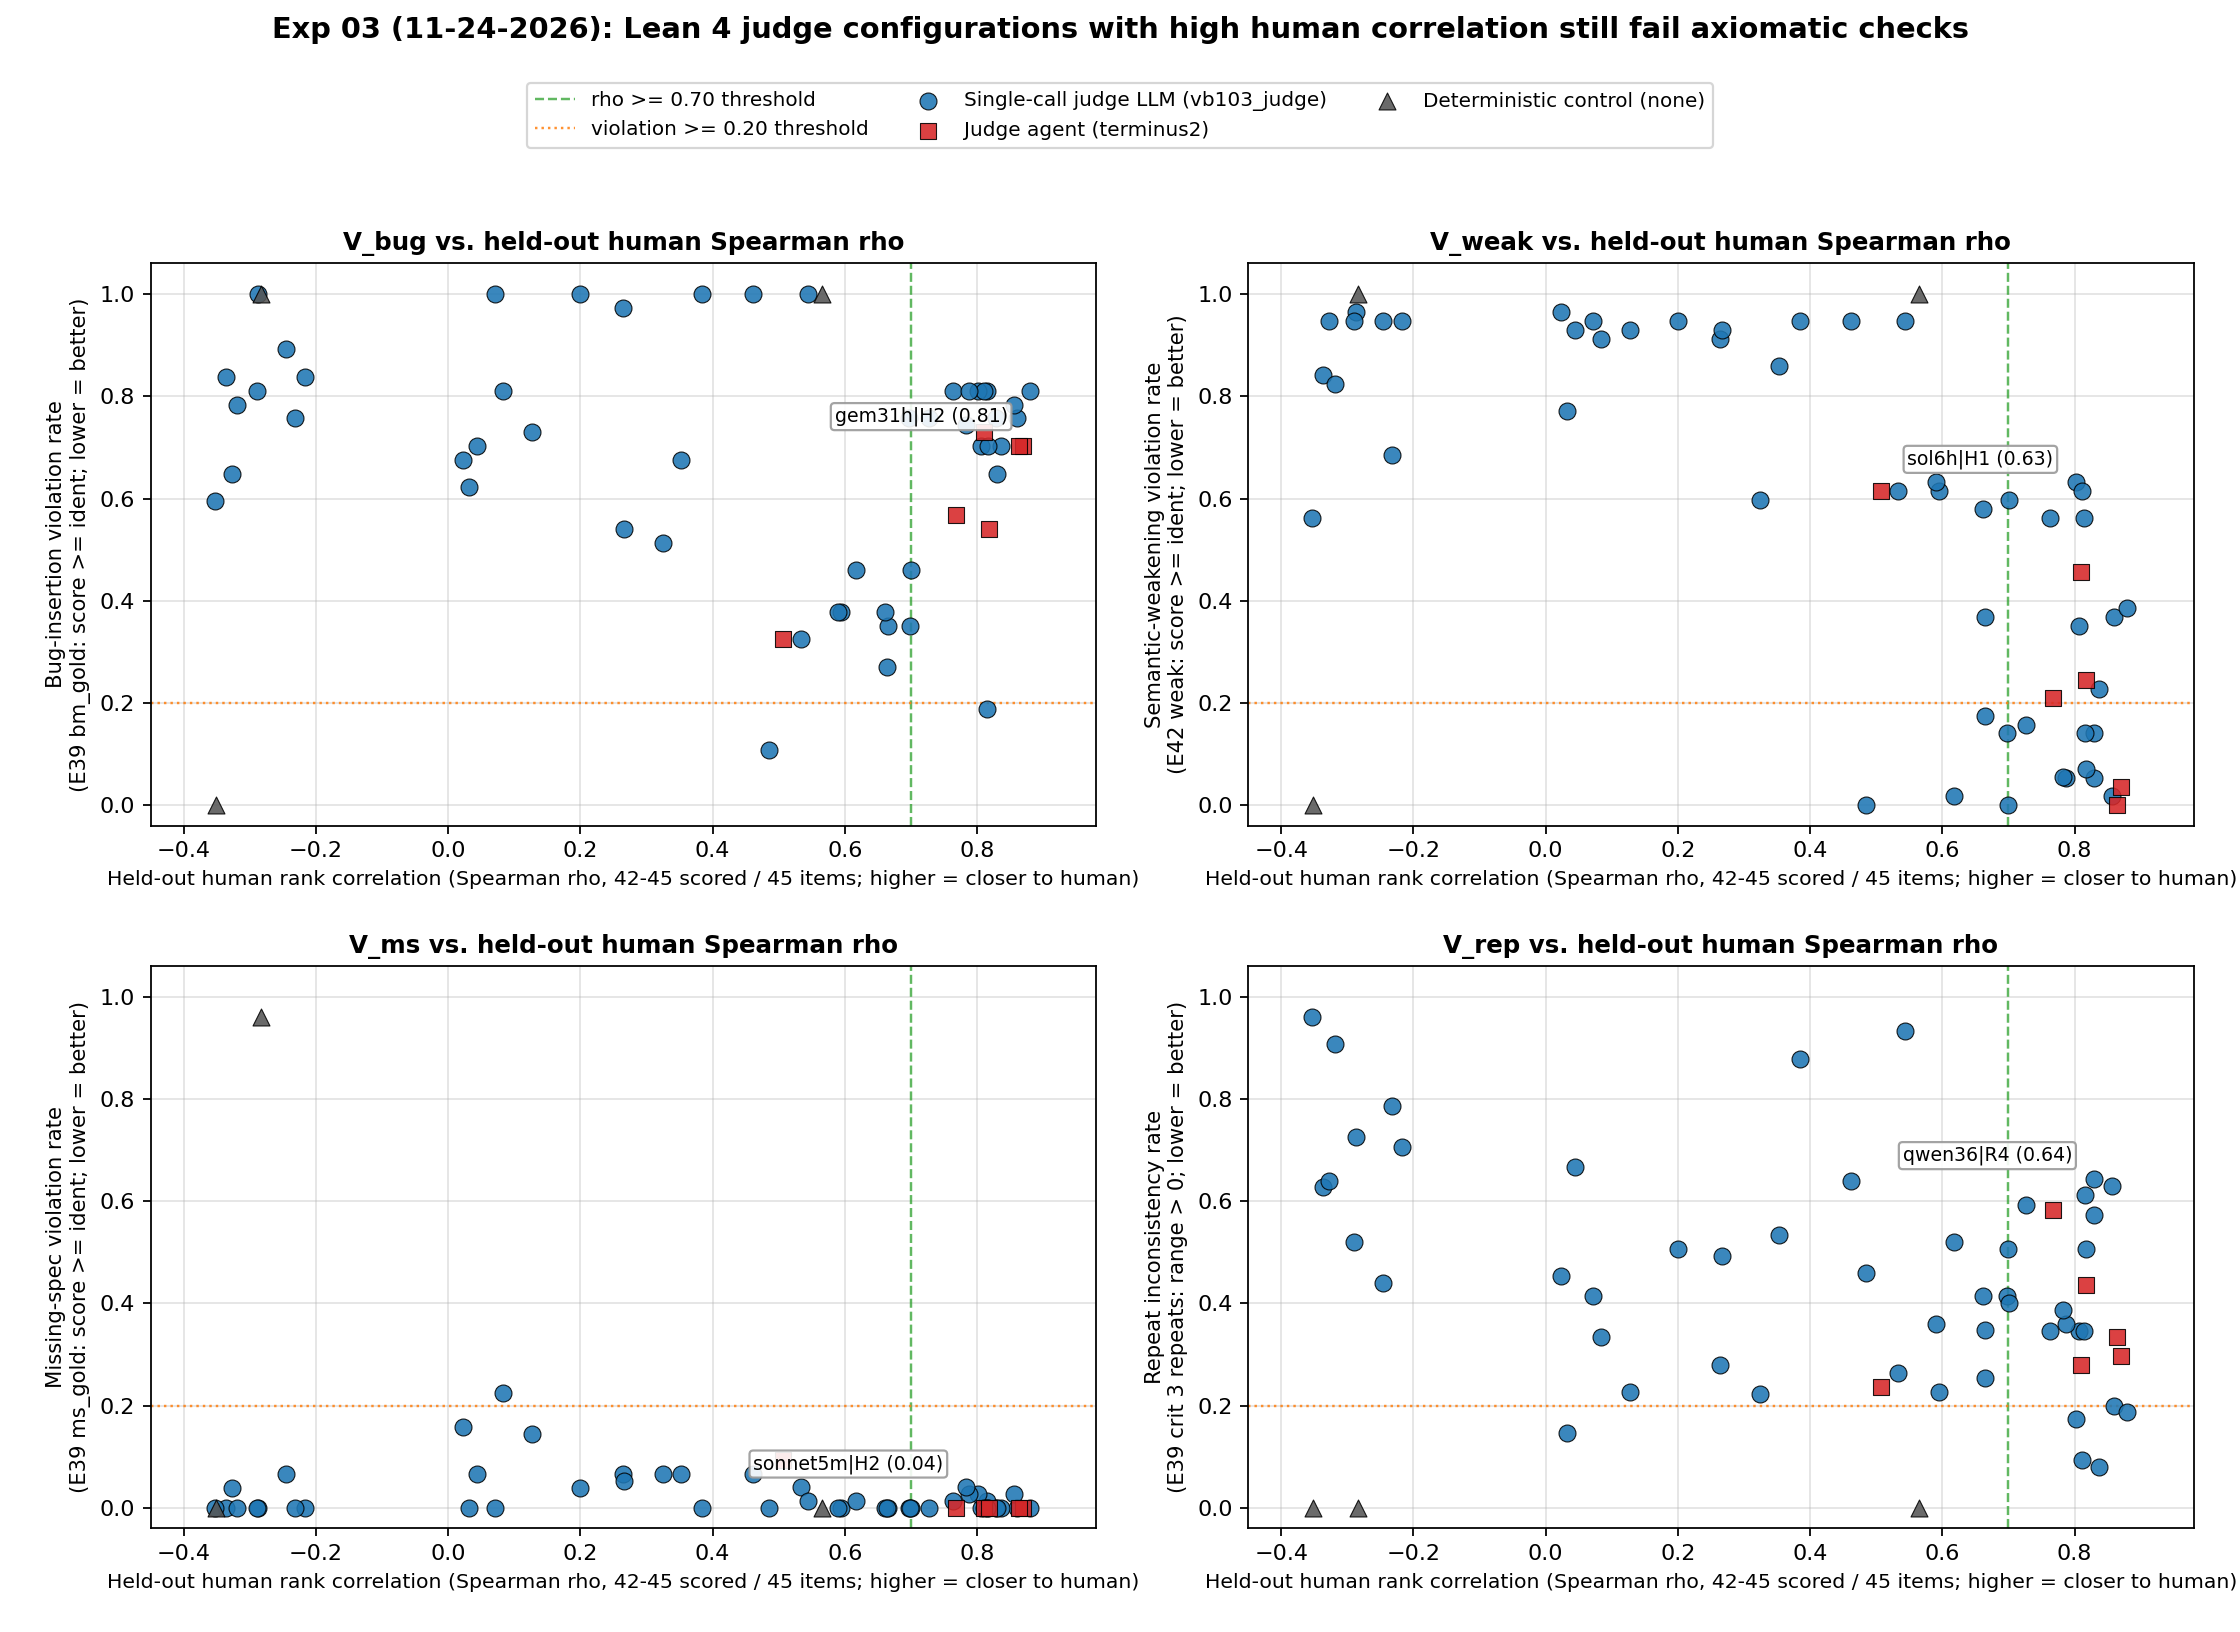 Exp 03 (11-24-2026): Lean 4 judge configurations with high human correlation still fail axiomatic checks
rho >= 0.70 threshold
violation >= 0.20 threshold
Single-call judge LLM (vb103_judge)
Judge agent (terminus2)
Deterministic control (none)
V_bug vs. held-out human Spearman rho
Bug-insertion violation rate
(E39 bm_gold: score >= ident; lower = better)
1.0
0.8
0.6
0.4
0.2
0.0
gem31h|H2 (0.81)
−0.4 −0.2 0.0 0.2 0.4 0.6 0.8
Held-out human rank correlation (Spearman rho, 42-45 scored / 45 items; higher = closer to human)
V_weak vs. held-out human Spearman rho
Semantic-weakening violation rate
(E42 weak: score >= ident; lower = better)
1.0
0.8
0.6
0.4
0.2
0.0
sol6h|H1 (0.63)
−0.4 −0.2 0.0 0.2 0.4 0.6 0.8
Held-out human rank correlation (Spearman rho, 42-45 scored / 45 items; higher = closer to human)
V_ms vs. held-out human Spearman rho
Missing-spec violation rate
(E39 ms_gold: score >= ident; lower = better)
1.0
0.8
0.6
0.4
0.2
0.0
sonnet5m|H2 (0.04)
−0.4 −0.2 0.0 0.2 0.4 0.6 0.8
Held-out human rank correlation (Spearman rho, 42-45 scored / 45 items; higher = closer to human)
V_rep vs. held-out human Spearman rho
Repeat inconsistency rate
(E39 crit 3 repeats: range > 0; lower = better)
1.0
0.8
0.6
0.4
0.2
0.0
qwen36|R4 (0.64)
−0.4 −0.2 0.0 0.2 0.4 0.6 0.8
Held-out human rank correlation (Spearman rho, 42-45 scored / 45 items; higher = closer to human)